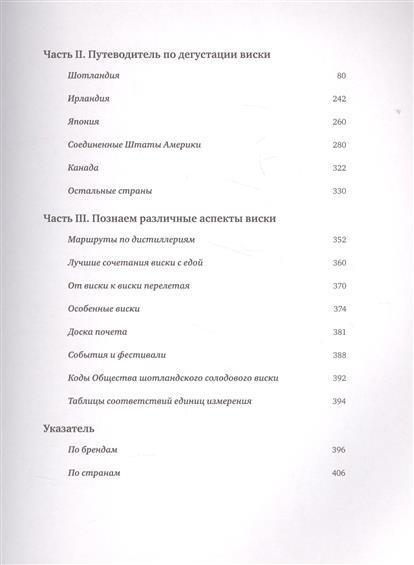 Часть II. Путеводитель по дегустации виски
Шотландия 80
Ирландия 242
Япония 260
Соединенные Штаты Америки 280
Канада 322
Остальные страны 330
Часть III. Познаем различные аспекты виски
Маршруты по дистиллериям 352
Лучшие сочетания виски с едой 360
От виски к виски перелетая 370
Особенные виски 374
Доска почета 381
События и фестивали 388
Коды Общества шотландского солодового виски 392
Таблицы соответствий единиц измерения 394
Указатель
По брендам 396
По странам 406